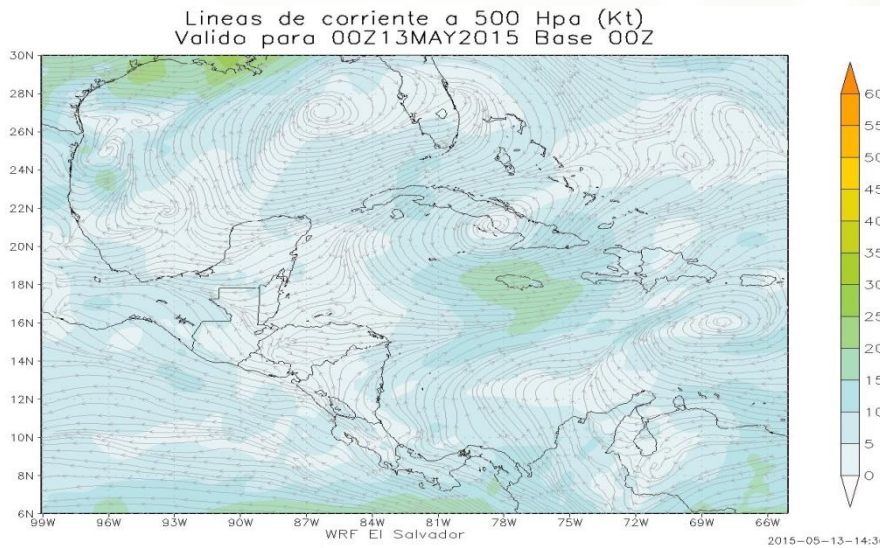 Lineas de corriente a 500 Hpa (Kt)
Valido para 00Z13MAY2015 Base 00Z
30N
28N
26N
24N
22N
20N
18N
16N
14N
12N
10N
8N
6N
99W 96W 93W 90W 87W 84W 81W 78W 75W 72W 69W 66W
WRF El Salvador
60
55
50
45
40
35
30
25
20
15
10
5
0